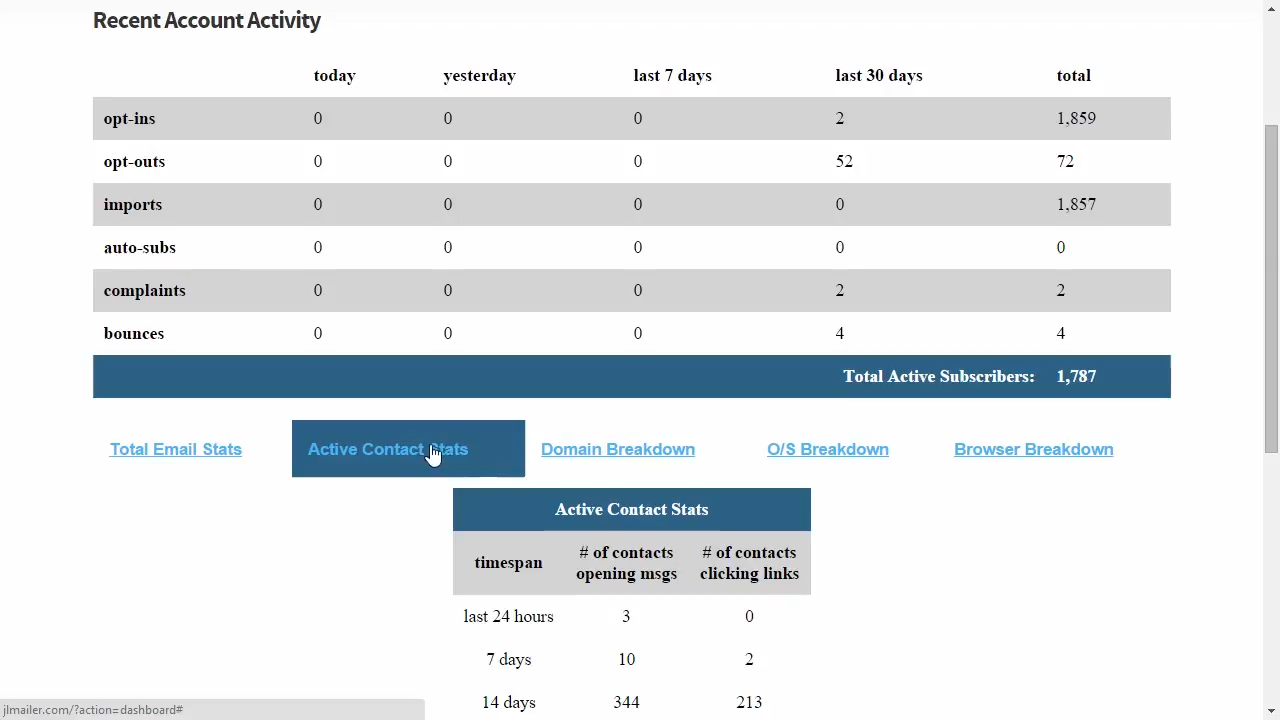 Recent Account Activity
today yesterday last 7 days last 30 days total
opt-ins 0 0 0 2 1,859
opt-outs 0 0 0 52 72
imports 0 0 0 0 1,857
auto-subs 0 0 0 0 0
complaints 0 0 0 2 2
bounces 0 0 0 4 4
Total Active Subscribers: 1,787
Total Email Stats Active Contact Stats Domain Breakdown O/S Breakdown Browser Breakdown
Active Contact Stats
timespan # of contacts opening msgs # of contacts clicking links
last 24 hours 3 0
7 days 10 2
14 days 344 213
jlmailer.com/?action=dashboard#